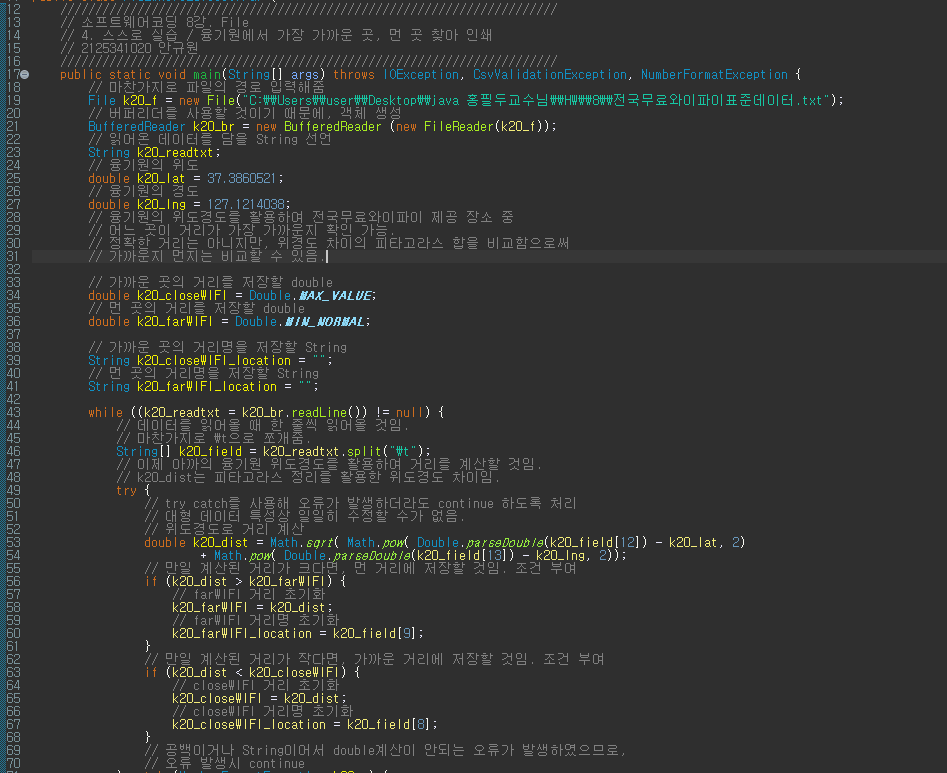 12 ///////////////////////////////////////////////////////////////////////
13 // 소프트웨어코딩 8강. File
14 // 4. 스스로 실습 / 융기원에서 가장 가까운 곳, 먼 곳 찾아 인쇄
15 // 2125341020 안규원
16 ///////////////////////////////////////////////////////////////////////
17 public static void main(String[] args) throws IOException, CsvValidationException, NumberFormatException {
18 // 마찬가지로 파일의 경로 입력해줌
19 File k20_f = new File("C:₩₩Users₩₩user₩₩Desktop₩₩java 홍필두교수님₩₩H₩₩₩8₩₩전국무료와이파이표준데이터.txt");
20 // 버퍼리더를 사용할 것이기 때문에, 객체 생성
21 BufferedReader k20_br = new BufferedReader (new FileReader(k20_f));
22 // 읽어온 데이터를 담을 String 선언
23 String k20_readtxt;
24 // 융기원의 위도
25 double k20_lat = 37.3860521;
26 // 융기원의 경도
27 double k20_lng = 127.1214038;
28 // 융기원의 위도경도를 활용하여 전국무료와이파이 제공 장소 중
29 // 어느 곳이 거리가 가장 가까운지 확인 가능.
30 // 정확한 거리는 아니지만, 위경도 차이의 피타고라스 합을 비교함으로써
31 // 가까운지 먼지는 비교할 수 있음.
32
33 // 가까운 곳의 거리를 저장할 double
34 double k20_closeWIFI = Double.MAX_VALUE;
35 // 먼 곳의 거리를 저장할 double
36 double k20_farWIFI = Double.MIN_NORMAL;
37
38 // 가까운 곳의 거리명을 저장할 String
39 String k20_closeWIFI_location = "";
40 // 먼 곳의 거리명을 저장할 String
41 String k20_farWIFI_location = "";
42
43 while ((k20_readtxt = k20_br.readLine()) != null) {
44 // 데이터를 읽어올 때 한 줄씩 읽어올 것임.
45 // 마찬가지로 ₩t으로 쪼개줌.
46 String[] k20_field = k20_readtxt.split("₩t");
47 // 이제 아까의 융기원 위도경도를 활용하여 거리를 계산할 것임.
48 // k20_dist는 피타고라스 정리를 활용한 위도경도 차이임.
49 try {
50 // try catch를 사용해 오류가 발생하더라도 continue 하도록 처리
51 // 대형 데이터 특성상 일일히 수정할 수가 없음.
52 // 위도경도로 거리 계산
53 double k20_dist = Math.sqrt( Math.pow( Double.parseDouble(k20_field[12]) - k20_lat, 2)
54 + Math.pow( Double.parseDouble(k20_field[13]) - k20_lng, 2));
55 // 만일 계산된 거리가 크다면, 먼 거리에 저장할 것임. 조건 부여
56 if (k20_dist > k20_farWIFI) {
57 // farWIFI 거리 초기화
58 k20_farWIFI = k20_dist;
59 // farWIFI 거리명 초기화
60 k20_farWIFI_location = k20_field[9];
61 }
62 // 만일 계산된 거리가 작다면, 가까운 거리에 저장할 것임. 조건 부여
63 if (k20_dist < k20_closeWIFI) {
64 // closeWIFI 거리 초기화
65 k20_closeWIFI = k20_dist;
66 // closeWIFI 거리명 초기화
67 k20_closeWIFI_location = k20_field[8];
68 }
69 // 공백이거나 String이어서 double계산이 안되는 오류가 발생하였으므로,
70 // 오류 발생시 continue